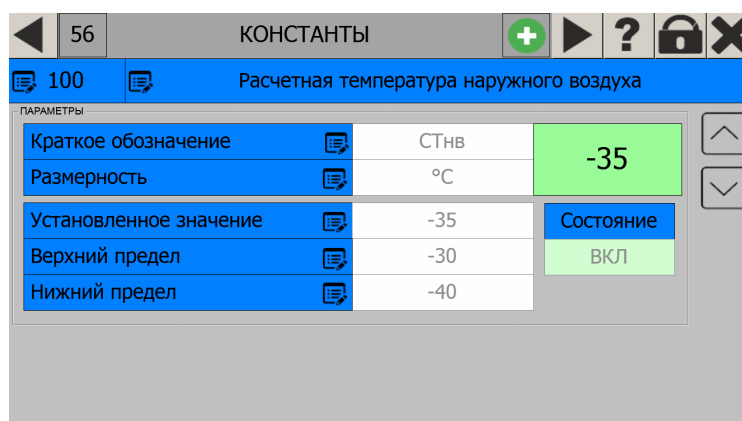 56 КОНСТАНТЫ ?
100 Расчетная температура наружного воздуха
ПАРАМЕТРЫ
Краткое обозначение СТнв -35
Размерность °C
Установленное значение -35 Состояние
Верхний предел -30 ВКЛ
Нижний предел -40